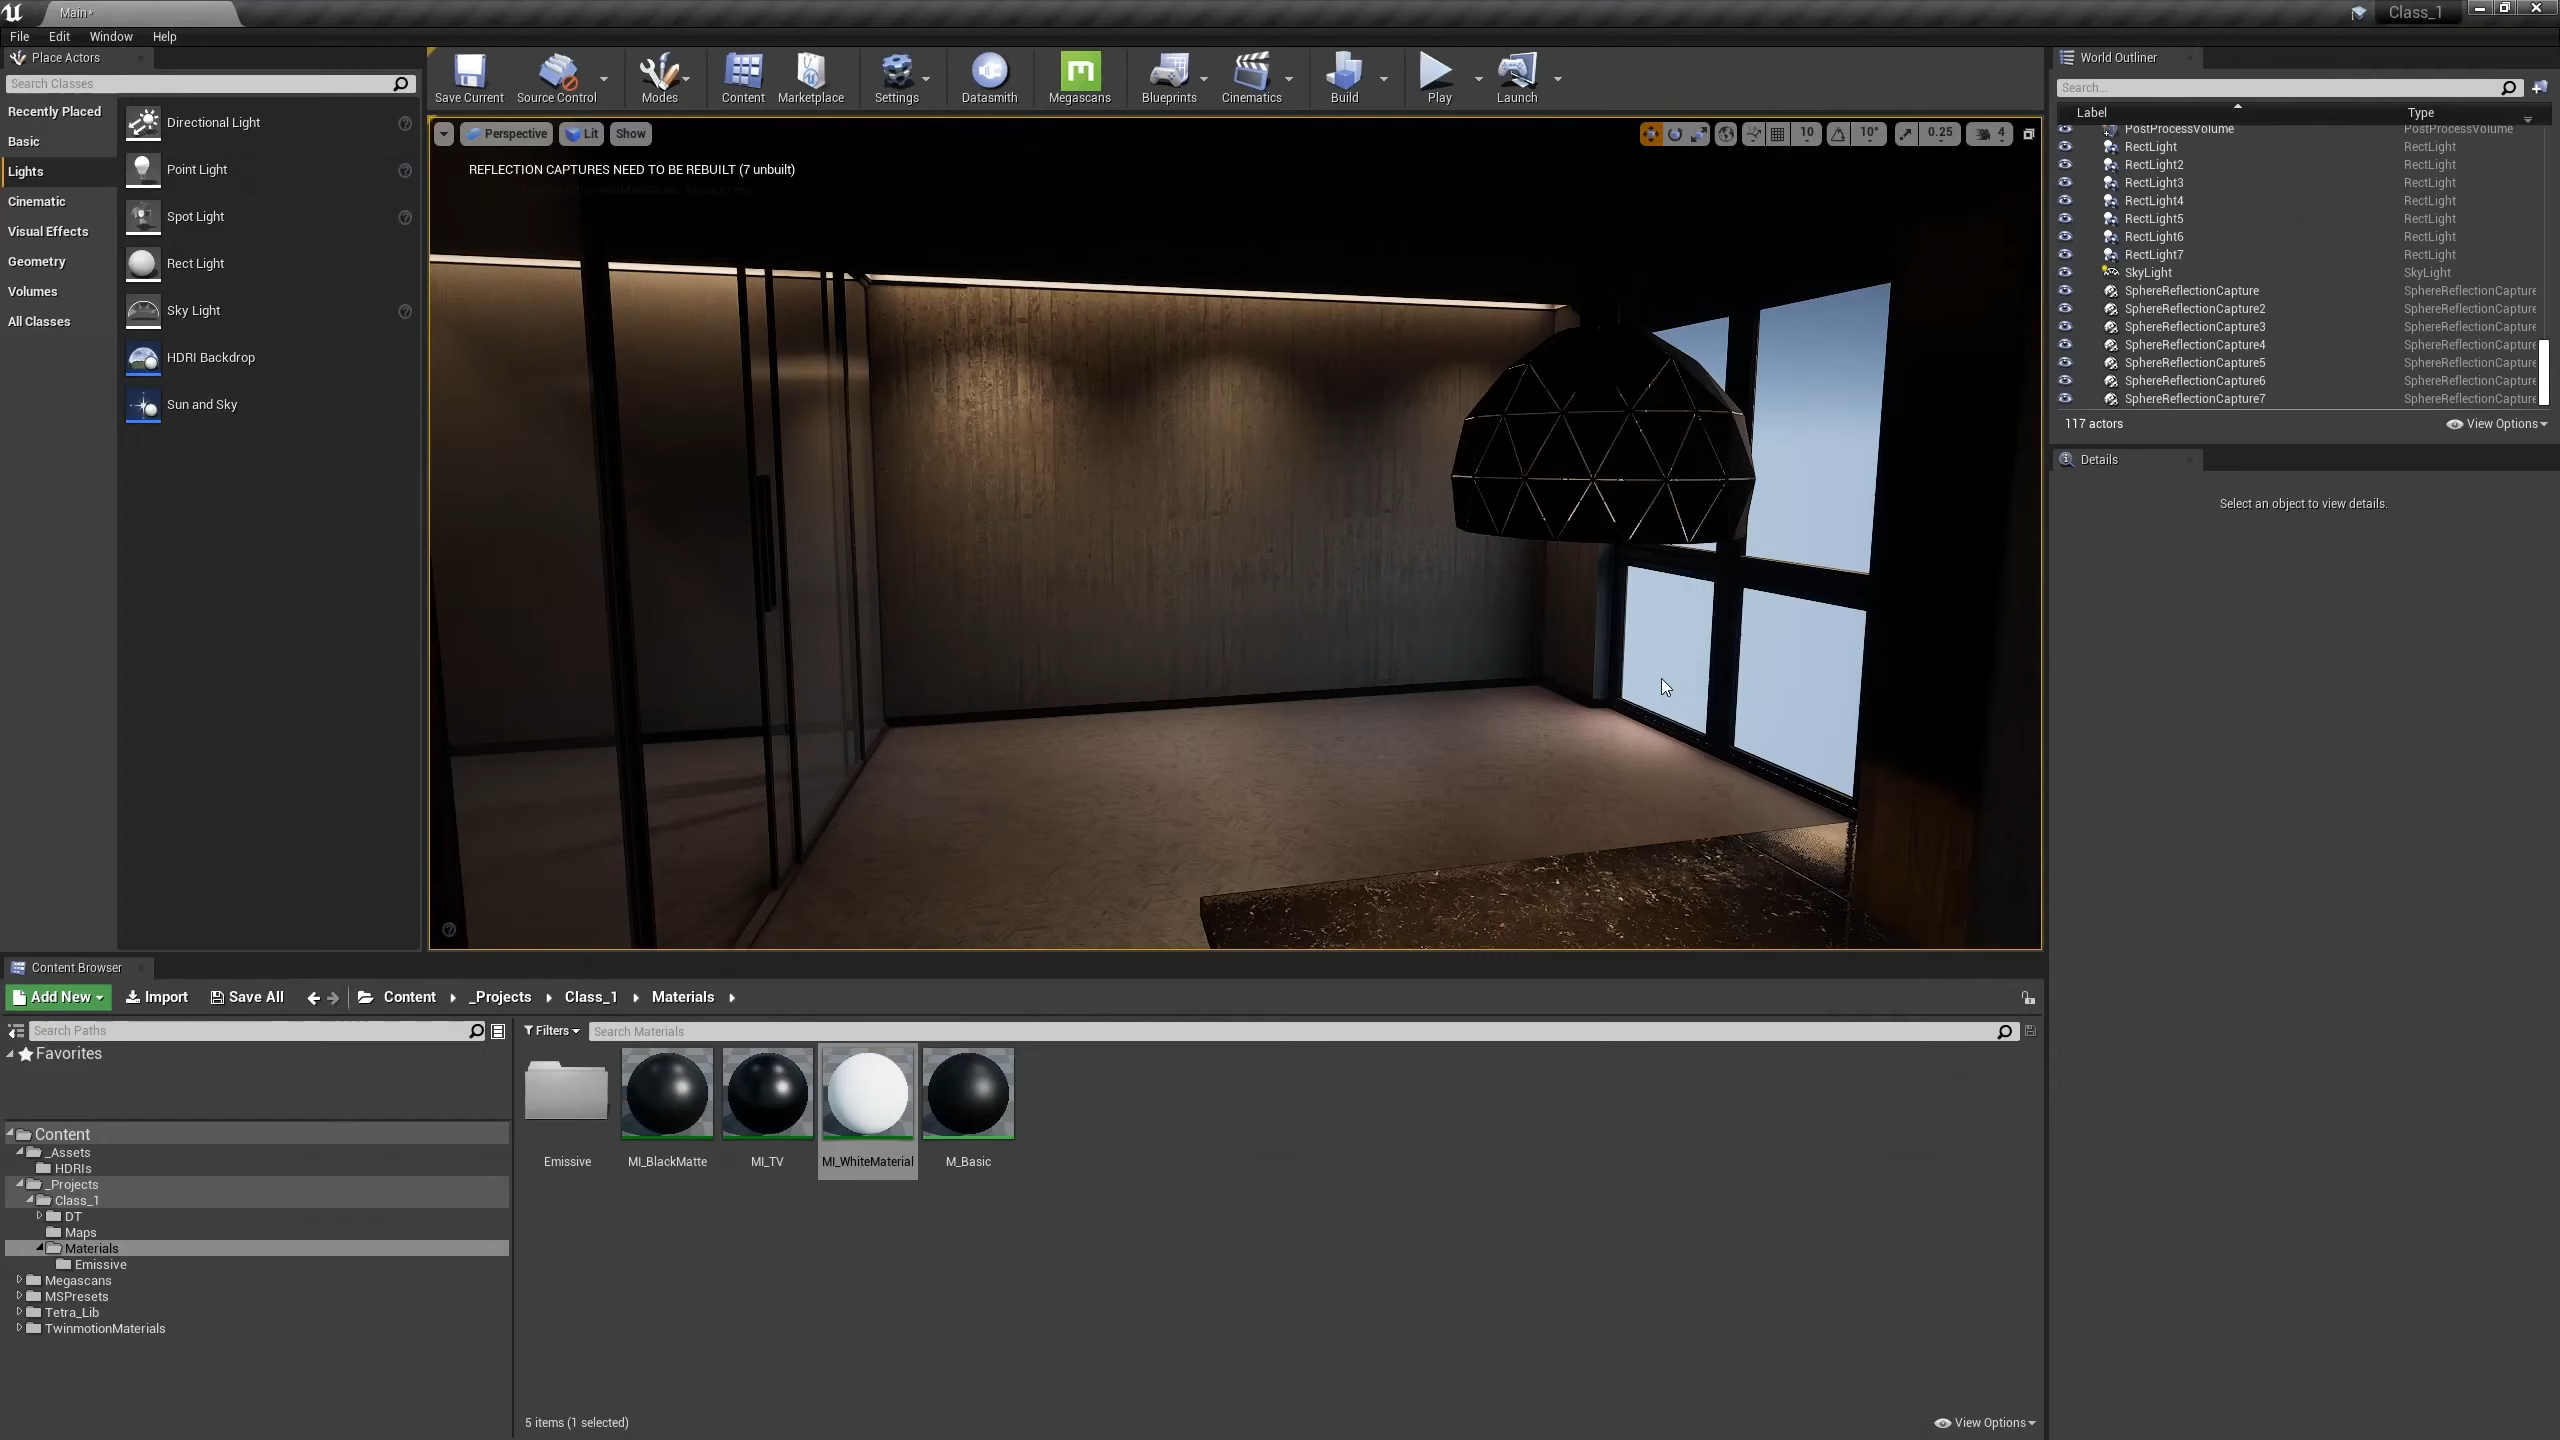 Main*
Class_1
File Edit Window Help
Place Actors
Search Classes
Recently Placed
Basic
Lights
Cinematic
Visual Effects
Geometry
Volumes
All Classes
Directional Light
Point Light
Spot Light
Rect Light
Sky Light
HDRI Backdrop
Sun and Sky
Save Current Source Control Modes Content Marketplace Settings Datasmith Megascans Blueprints Cinematics Build Play Launch
Perspective Lit Show 10 10° 0.25 4
REFLECTION CAPTURES NEED TO BE REBUILT (7 unbuilt)
World Outliner
Search...
Label Type
PostProcessVolume PostProcessVolume
RectLight RectLight
RectLight2 RectLight
RectLight3 RectLight
RectLight4 RectLight
RectLight5 RectLight
RectLight6 RectLight
RectLight7 RectLight
SkyLight SkyLight
SphereReflectionCapture SphereReflectionCapture
SphereReflectionCapture2 SphereReflectionCapture
SphereReflectionCapture3 SphereReflectionCapture
SphereReflectionCapture4 SphereReflectionCapture
SphereReflectionCapture5 SphereReflectionCapture
SphereReflectionCapture6 SphereReflectionCapture
SphereReflectionCapture7 SphereReflectionCapture
117 actors View Options
Details
Select an object to view details.
Content Browser
Add New Import Save All Content _Projects Class_1 Materials
Search Paths
Favorites
Content
_Assets
HDRIs
_Projects
Class_1
DT
Maps
Materials
Emissive
Megascans
MSPresets
Tetra_Lib
TwinmotionMaterials
Filters Search Materials
Emissive MI_BlackMatte MI_TV MI_WhiteMaterial M_Basic
5 items (1 selected) View Options